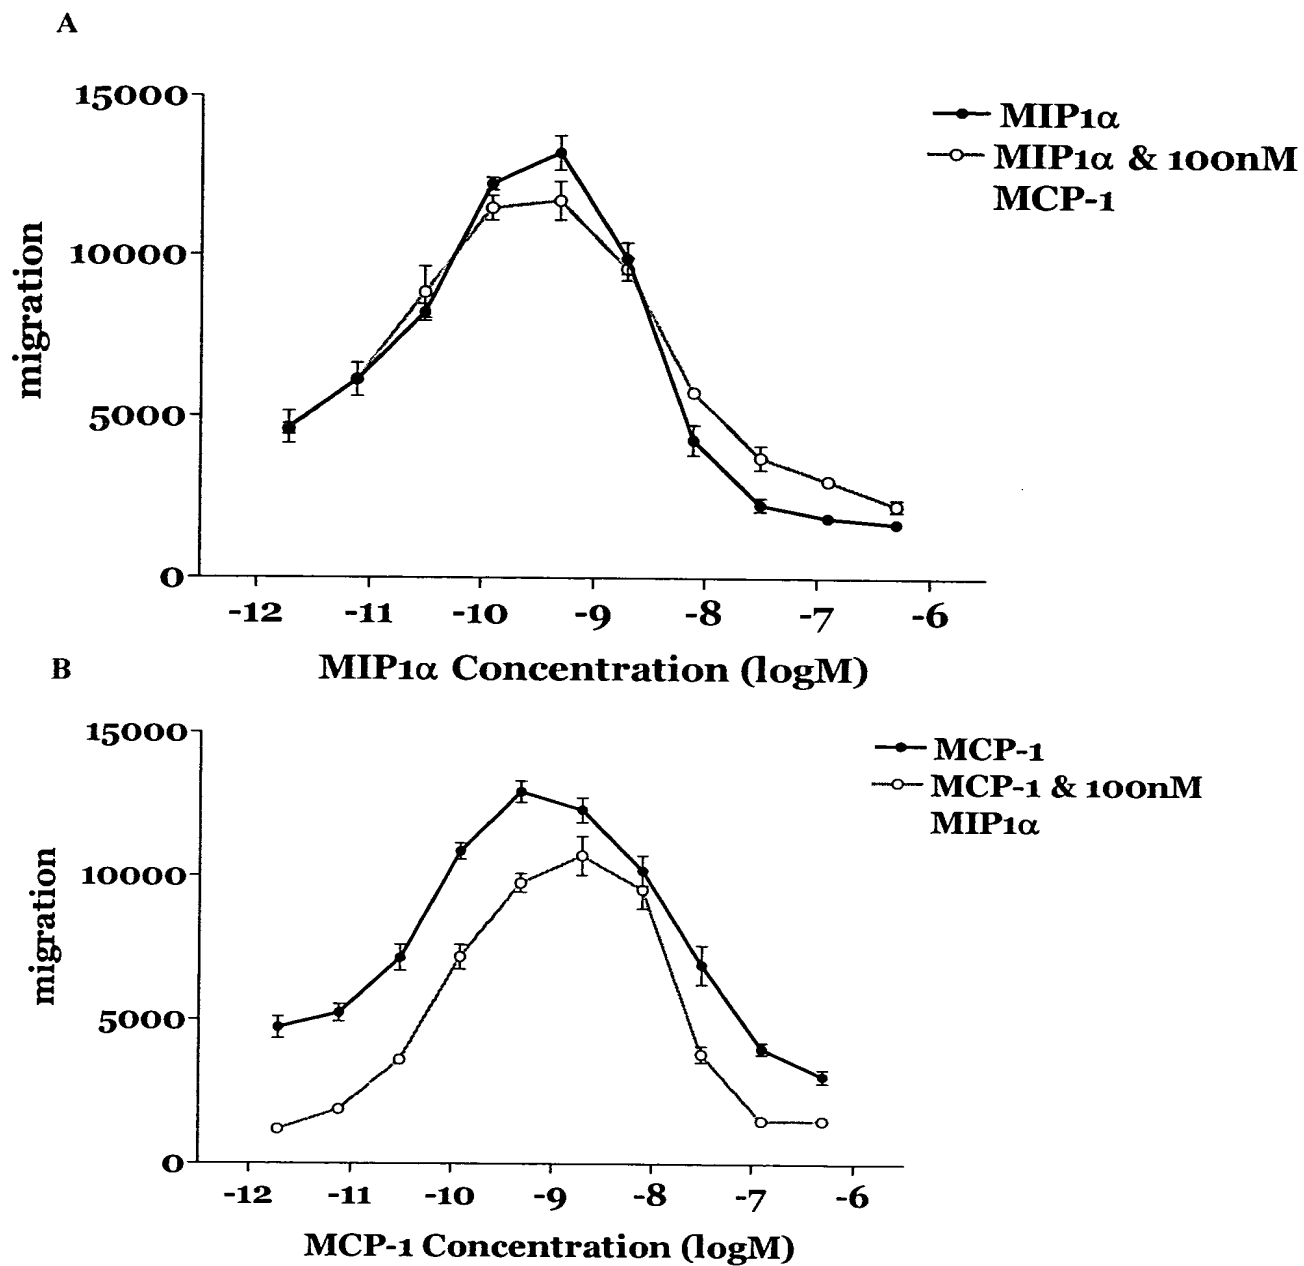 A
15000
10000
5000
0
migration
-12 -11 -10 -9 -8 -7 -6
MIP1α Concentration (logM)
MIP1α
MIP1α & 100nM
MCP-1
B
15000
10000
5000
0
migration
-12 -11 -10 -9 -8 -7 -6
MCP-1 Concentration (logM)
MCP-1
MCP-1 & 100nM
MIP1α